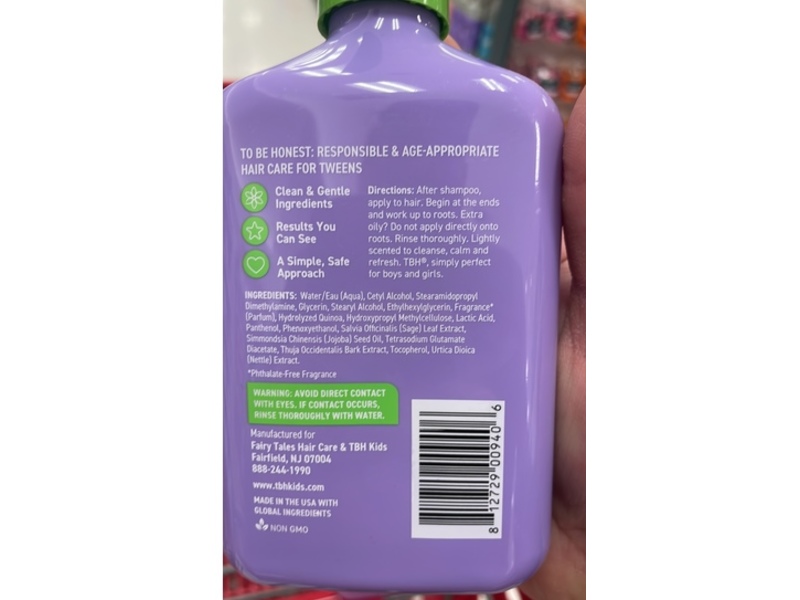 TO BE HONEST: RESPONSIBLE & AGE-APPROPRIATE
HAIR CARE FOR TWEENS
Clean & Gentle
Ingredients
Results You
Can See
A Simple, Safe
Approach
Directions: After shampoo,
apply to hair. Begin at the ends
and work up to roots. Extra
oily? Do not apply directly onto
roots. Rinse thoroughly. Lightly
scented to cleanse, calm and
refresh. TBH®, simply perfect
for boys and girls.
INGREDIENTS: Water/Eau (Aqua), Cetyl Alcohol, Stearamidopropyl
Dimethylamine, Glycerin, Stearyl Alcohol, Ethylhexylglycerin, Fragrance*
(Parfum), Hydrolyzed Quinoa, Hydroxypropyl Methylcellulose, Lactic Acid,
Panthenol, Phenoxyethanol, Salvia Officinalis (Sage) Leaf Extract,
Simmondsia Chinensis (Jojoba) Seed Oil, Tetrasodium Glutamate
Diacetate, Thuja Occidentalis Bark Extract, Tocopherol, Urtica Dioica
(Nettle) Extract.
*Phthalate-Free Fragrance
WARNING: AVOID DIRECT CONTACT
WITH EYES. IF CONTACT OCCURS,
RINSE THOROUGHLY WITH WATER.
Manufactured for
Fairy Tales Hair Care & TBH Kids
Fairfield, NJ 07004
888-244-1990
www.tbhkids.com
MADE IN THE USA WITH
GLOBAL INGREDIENTS
NON GMO
8 12729 00940 6